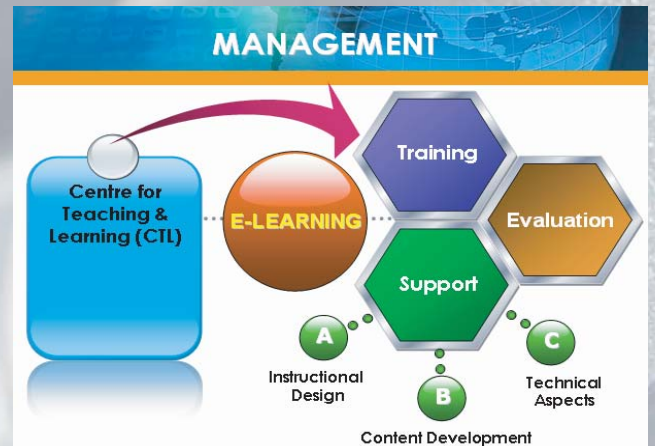 MANAGEMENT
Centre for
Teaching &
Learning (CTL)
E-LEARNING
Training
Evaluation
Support
A
Instructional
Design
B
Content Development
C
Technical
Aspects